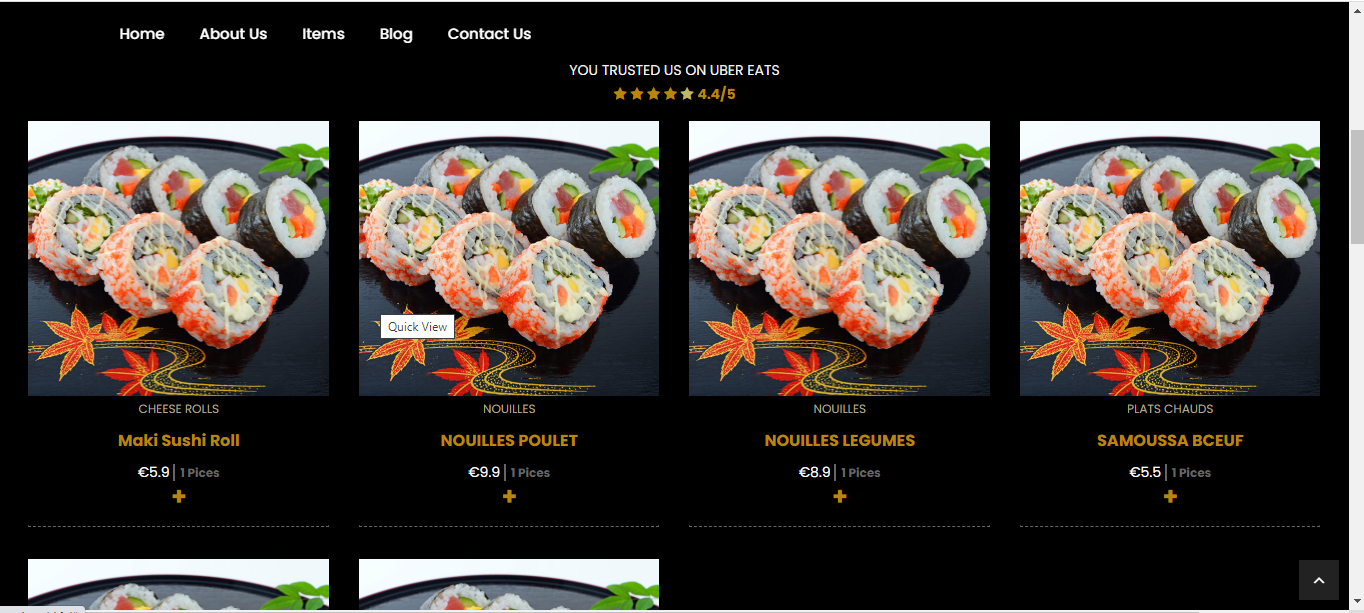 Home About Us Items Blog Contact Us
YOU TRUSTED US ON UBER EATS
4.4/5
Quick View
CHEESE ROLLS NOUILLES NOUILLES PLATS CHAUDS
Maki Sushi Roll NOUILLES POULET NOUILLES LEGUMES SAMOUSSA BCEUF
€5.9 | 1 Pices €9.9 | 1 Pices €8.9 | 1 Pices €5.5 | 1 Pices